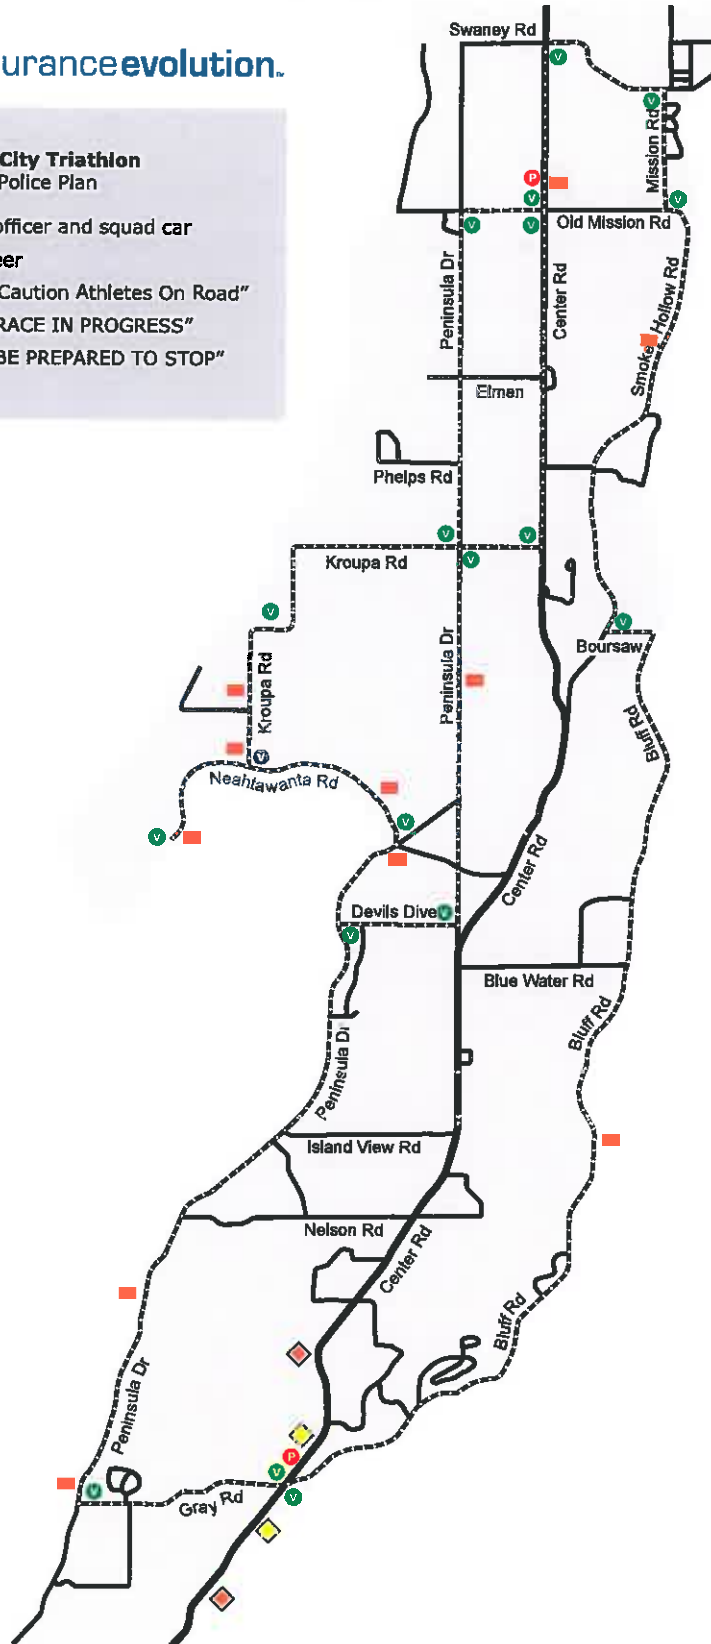 uranceevolution.
City Triathlon
Police Plan
officer and squad car
eer
Caution Athletes On Road”
RACE IN PROGRESS”
BE PREPARED TO STOP”
Swaney Rd
V
V
Mission Rd
P
V
V
V
V
Old Mission Rd
Peninsula Dr
Center Rd
Smokey Hollow Rd
Elman
Phelps Rd
V
V
V
Kroupa Rd
V
V
Boursaw
Kroupa Rd
Peninsula Dr
Bluff Rd
V
Neahtawanta Rd
V
V
Center Rd
Devils Dive
V
V
Blue Water Rd
Bluff Rd
Peninsula Dr
Island View Rd
Nelson Rd
Center Rd
Bluff Rd
Peninsula Dr
P
V
V
V
Gray Rd